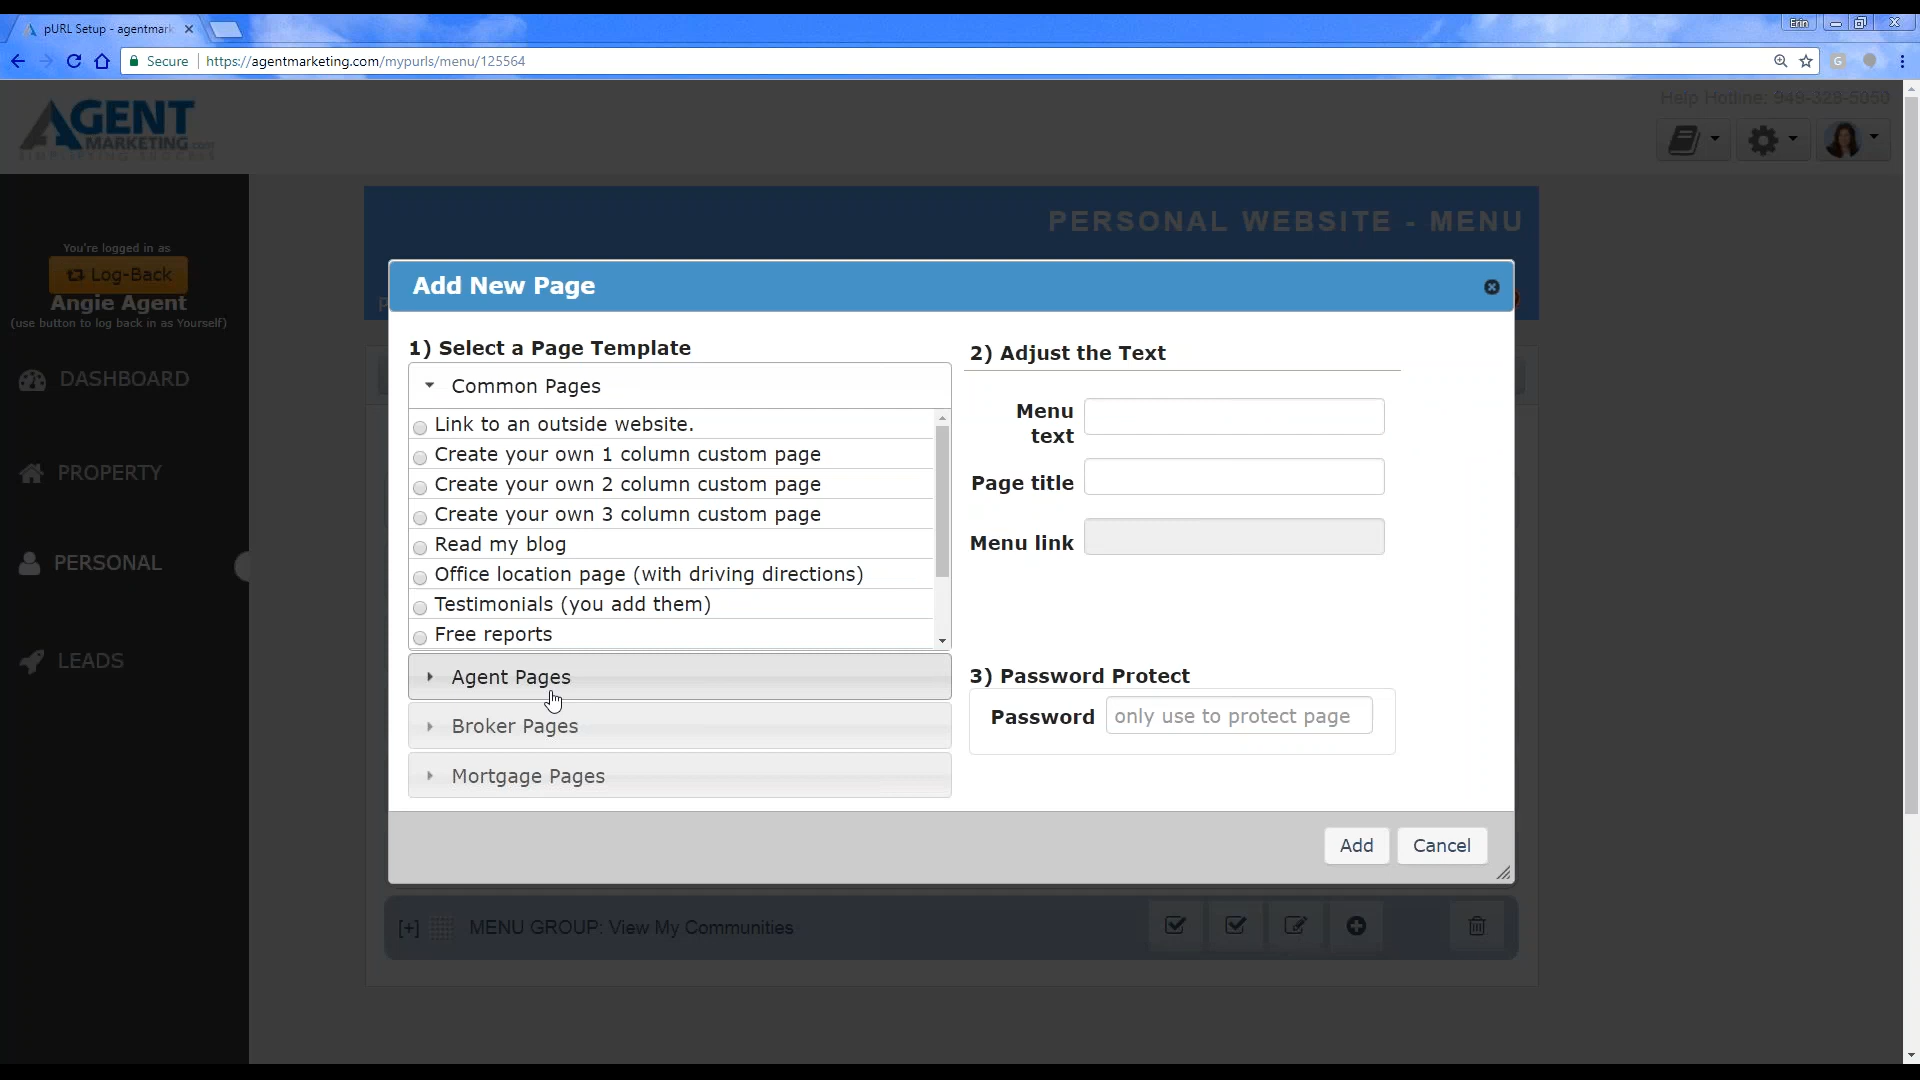 pURL Setup - agentmark
Erin
Secure
https://agentmarketing.com/mypurls/menu/125564
G
AGENT
MARKETING.com
SIMPLIFYING SUCCESS
Help Hotline: 949-328-5050
You're logged in as
Log-Back
Angie Agent
(use button to log back in as Yourself)
DASHBOARD
PROPERTY
PERSONAL
LEADS
PERSONAL WEBSITE - MENU
Add New Page
1) Select a Page Template
Common Pages
Link to an outside website.
Create your own 1 column custom page
Create your own 2 column custom page
Create your own 3 column custom page
Read my blog
Office location page (with driving directions)
Testimonials (you add them)
Free reports
Agent Pages
Broker Pages
Mortgage Pages
2) Adjust the Text
Menu
text
Page title
Menu link
3) Password Protect
Password
only use to protect page
Add
Cancel
[+]
MENU GROUP: View My Communities